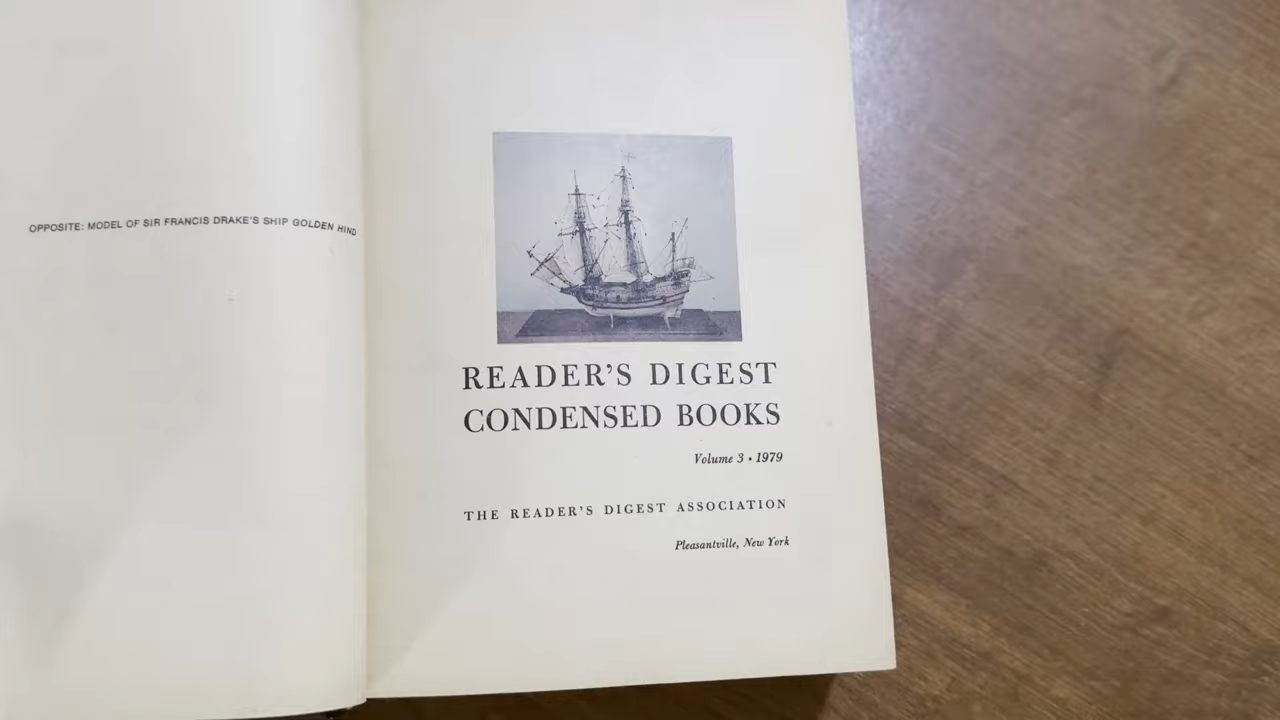 OPPOSITE: MODEL OF SIR FRANCIS DRAKE'S SHIP GOLDEN HIND
READER'S DIGEST
CONDENSED BOOKS
Volume 3 • 1979
THE READER'S DIGEST ASSOCIATION
Pleasantville, New York